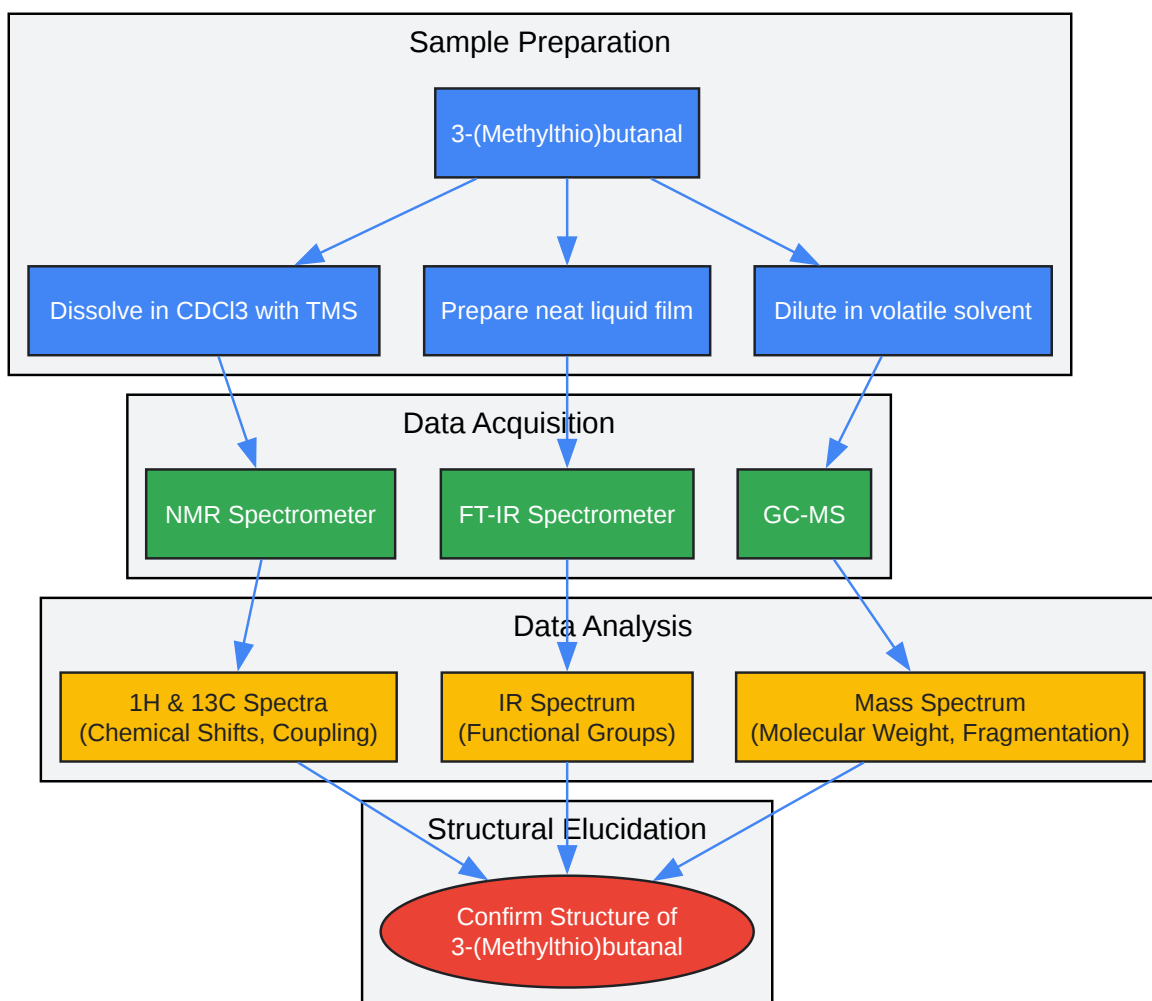 Sample Preparation
3-(Methylthio)butanal
Dissolve in CDCl3 with TMS
Prepare neat liquid film
Dilute in volatile solvent
Data Acquisition
NMR Spectrometer
FT-IR Spectrometer
GC-MS
Data Analysis
1H & 13C Spectra
(Chemical Shifts, Coupling)
IR Spectrum
(Functional Groups)
Mass Spectrum
(Molecular Weight, Fragmentation)
Structural Elucidation
Confirm Structure of
3-(Methylthio)butanal